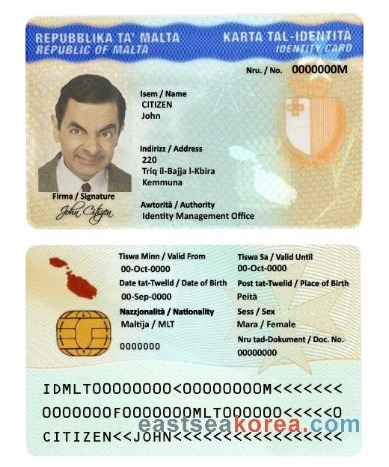 REPUBBLIKA TA' MALTA
REPUBLIC OF MALTA
KARTA TAL-IDENTITÀ
IDENTITY CARD
Nru. / No. 0000000M
Isem / Name
CITIZEN
John
Indirizz / Address
220
Triq il-Bajja l-Kbira
Kemmuna
Firma / Signature
John Citizen
Awtorità / Authority
Identity Management Office
Tiswa Minn / Valid From
00-Oct-0000
Tiswa Sa / Valid Until
00-Oct-0000
Data tat-Twelid / Date of Birth
00-Sep-0000
Post tat-Twelid / Place of Birth
Peità
Nazzjonalità / Nationality
Maltija / MLT
Sess / Sex
Mara / Female
0000000
Nru tad-Dokument / Doc. No.
00000000
IDMLT00000000<00000000M<<<<<<<
0000000F0000000MLT000000<<<<<0
CITIZEN<<JOHN<<<<<<<<<<<<<<<<<
eastseakorea.com